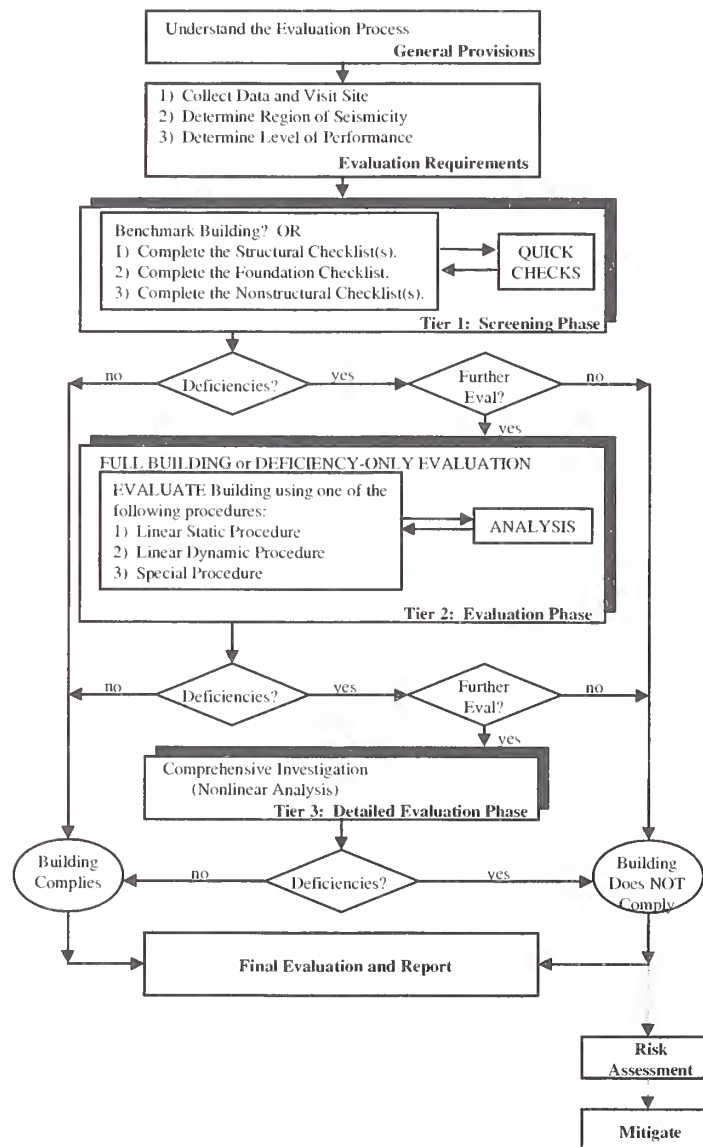 Understand the Evaluation Process
General Provisions
1) Collect Data and Visit Site
2) Determine Region of Seismicity
3) Determine Level of Performance
Evaluation Requirements
Benchmark Building? OR
1) Complete the Structural Checklist(s).
2) Complete the Foundation Checklist.
3) Complete the Nonstructural Checklist(s).
QUICK
CHECKS
Tier 1: Screening Phase
no
Deficiencies?
yes
Further
Eval?
no
yes
FULL BUILDING or DEFICIENCY-ONLY EVALUATION
EVALUATE Building using one of the
following procedures:
1) Linear Static Procedure
2) Linear Dynamic Procedure
3) Special Procedure
ANALYSIS
Tier 2: Evaluation Phase
no
Deficiencies?
yes
Further
Eval?
no
yes
Comprehensive Investigation
(Nonlinear Analysis)
Tier 3: Detailed Evaluation Phase
Building
Complies
no
Deficiencies?
yes
Building
Does NOT
Comply
Final Evaluation and Report
Risk
Assessment
Mitigate